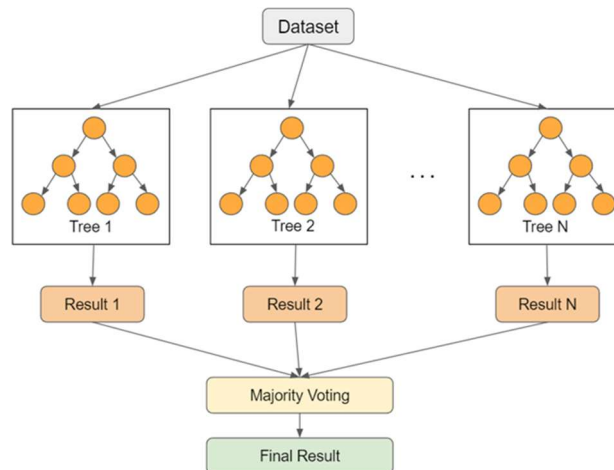 Dataset
Tree 1
Tree 2
. . .
Tree N
Result 1
Result 2
Result N
Majority Voting
Final Result